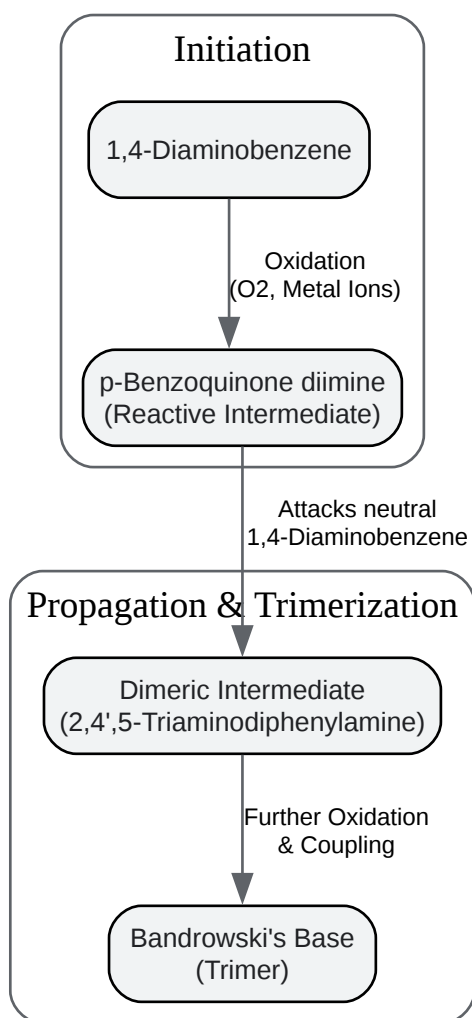 Initiation
1,4-Diaminobenzene
Oxidation
(O2, Metal Ions)
p-Benzoquinone diimine
(Reactive Intermediate)
Attacks neutral
1,4-Diaminobenzene
Propagation & Trimerization
Dimeric Intermediate
(2,4',5-Triaminodiphenylamine)
Further Oxidation
& Coupling
Bandrowski's Base
(Trimer)